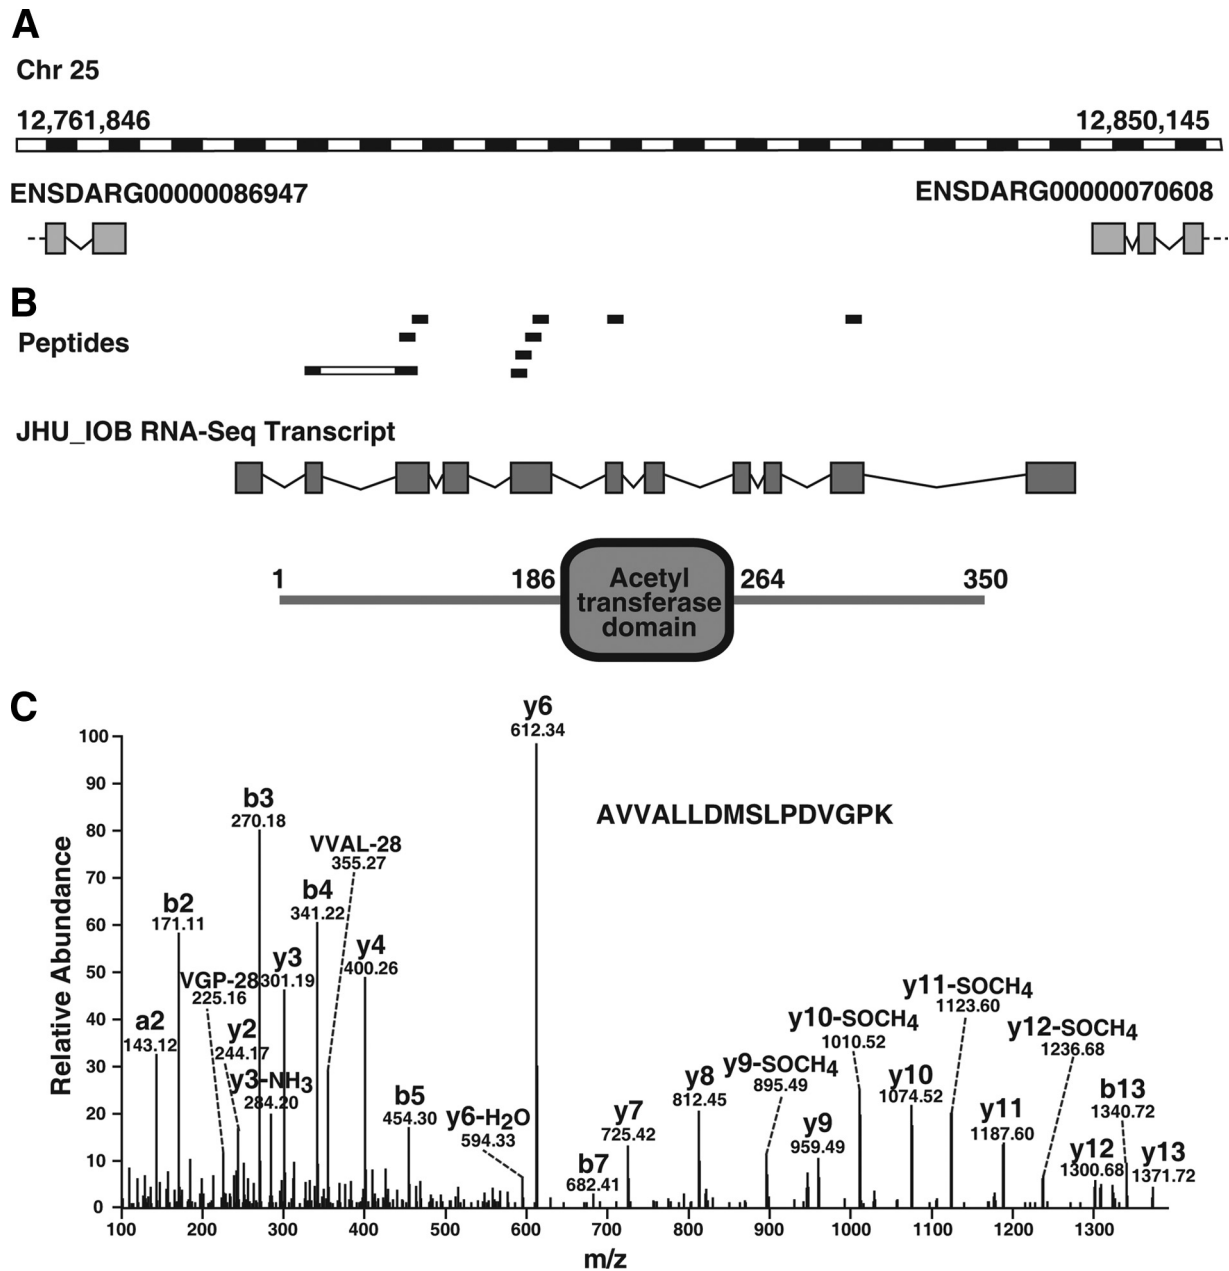 A
Chr 25
12,761,846 12,850,145
ENSDARG00000086947 ENSDARG00000070608
B
Peptides
JHU_IOB RNA-Seq Transcript
1 186 Acetyl transferase domain 264 350
C
AVVALLDMSLPDVGPK
Relative Abundance
100
90
80
70
60
50
40
30
20
10
0
a2
143.12
b2
171.11
VGP-28
225.16
y2
244.17
b3
270.18
y3-NH3
284.20
y3
301.19
b4
341.22
VVAL-28
355.27
y4
400.26
b5
454.30
y6-H2O
594.33
y6
612.34
b7
682.41
y7
725.42
y8
812.45
y9-SOCH4
895.49
y9
959.49
y10-SOCH4
1010.52
y10
1074.52
y11-SOCH4
1123.60
y11
1187.60
y12-SOCH4
1236.68
y12
1300.68
b13
1340.72
y13
1371.72
100 200 300 400 500 600 700 800 900 1000 1100 1200 1300
m/z